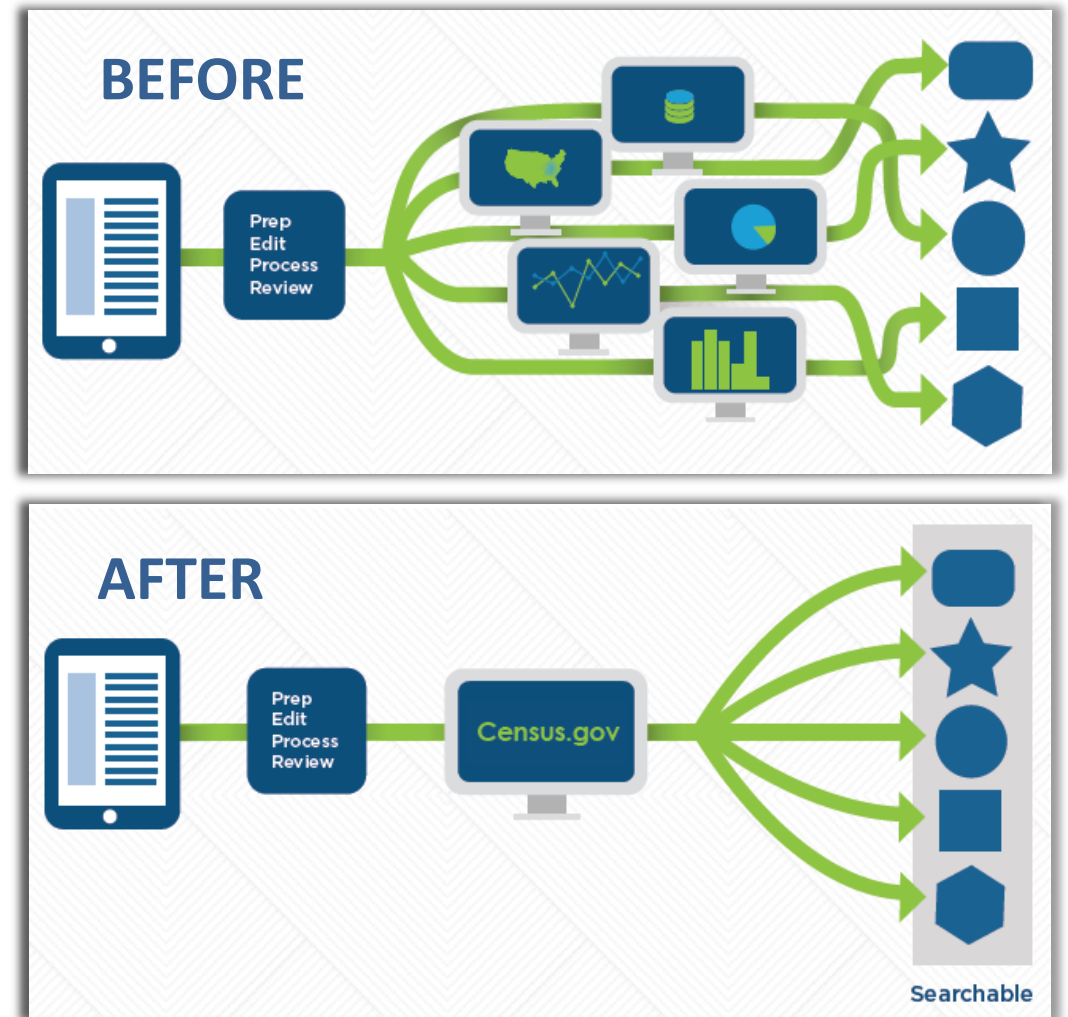 BEFORE
Prep
Edit
Process
Review
AFTER
Prep
Edit
Process
Review
Census.gov
Searchable